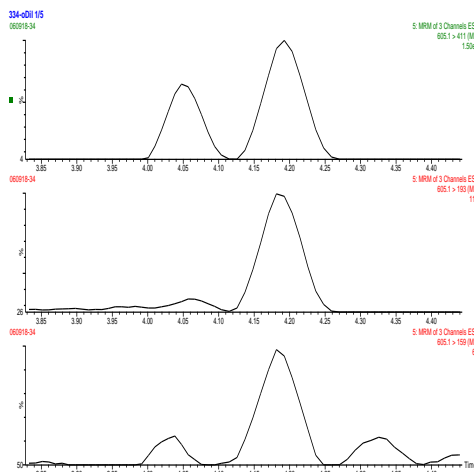 334-oDil 1/5
060918-34
5: MRM of 3 Channels ES
605.1 > 411 (M
1.50e
%
4
3.85 3.90 3.95 4.00 4.05 4.10 4.15 4.20 4.25 4.30 4.35 4.40
060918-34
5: MRM of 3 Channels ES
605.1 > 193 (M
11
%
26
3.85 3.90 3.95 4.00 4.05 4.10 4.15 4.20 4.25 4.30 4.35 4.40
060918-34
5: MRM of 3 Channels ES
605.1 > 159 (M
6
%
50
Tim